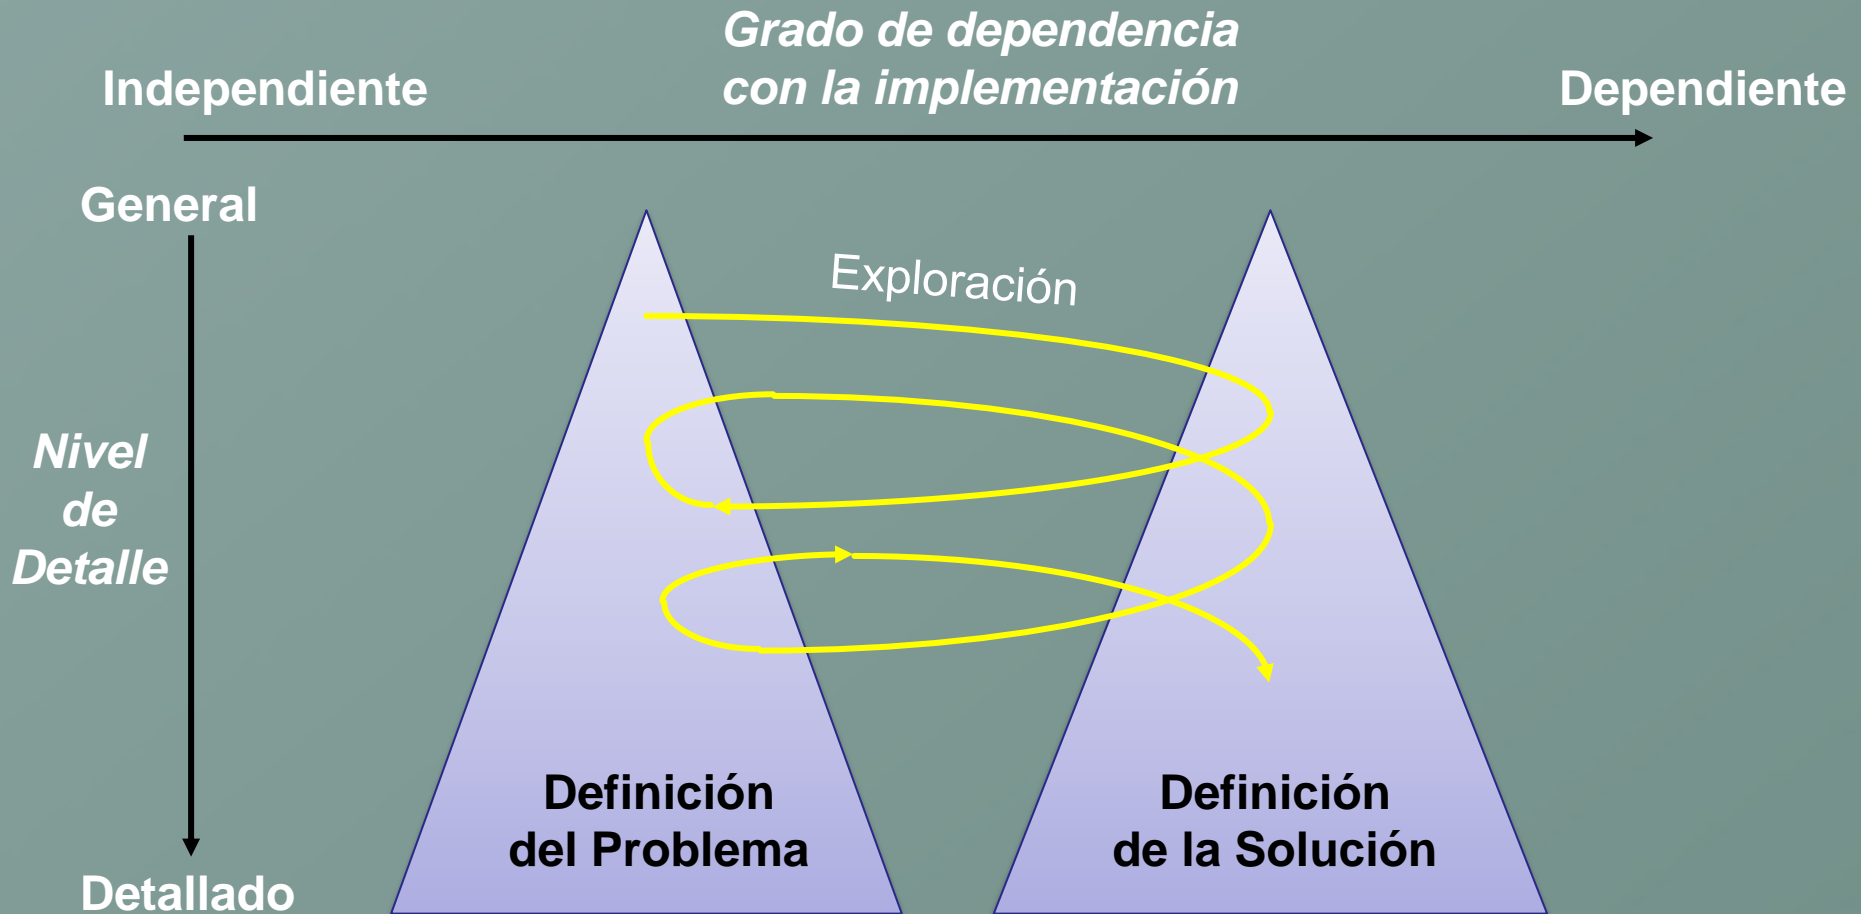 Grado de dependencia
con la implementación
Independiente
Dependiente
General
Exploración
Nivel
de
Detalle
Definición
del Problema
Definición
de la Solución
Detallado